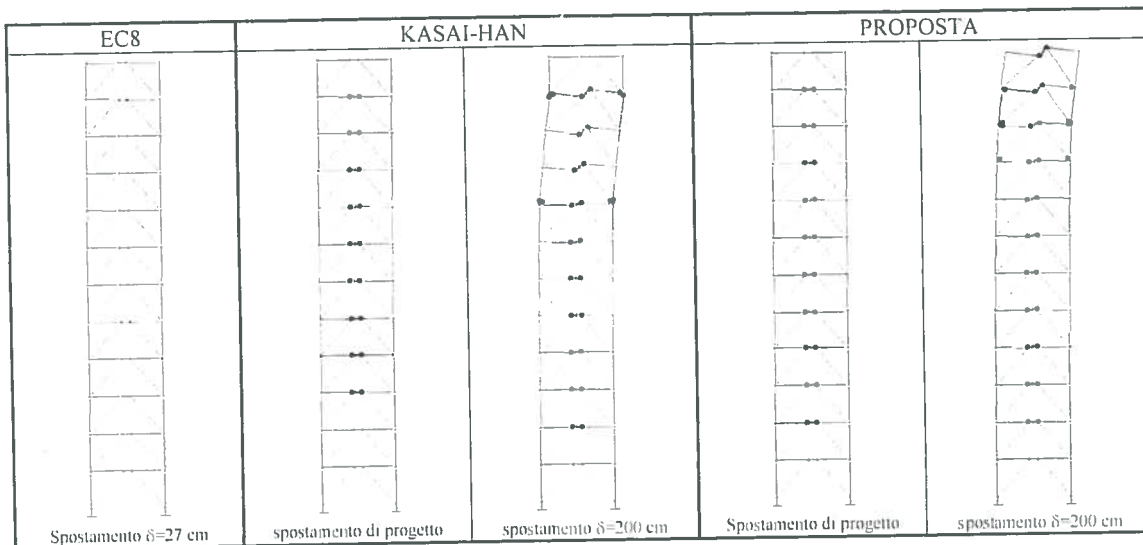 EC8
KASAI-HAN
PROPOSTA
Spostamento δ=27 cm
spostamento di progetto
spostamento δ=200 cm
Spostamento di progetto
spostamento δ=200 cm